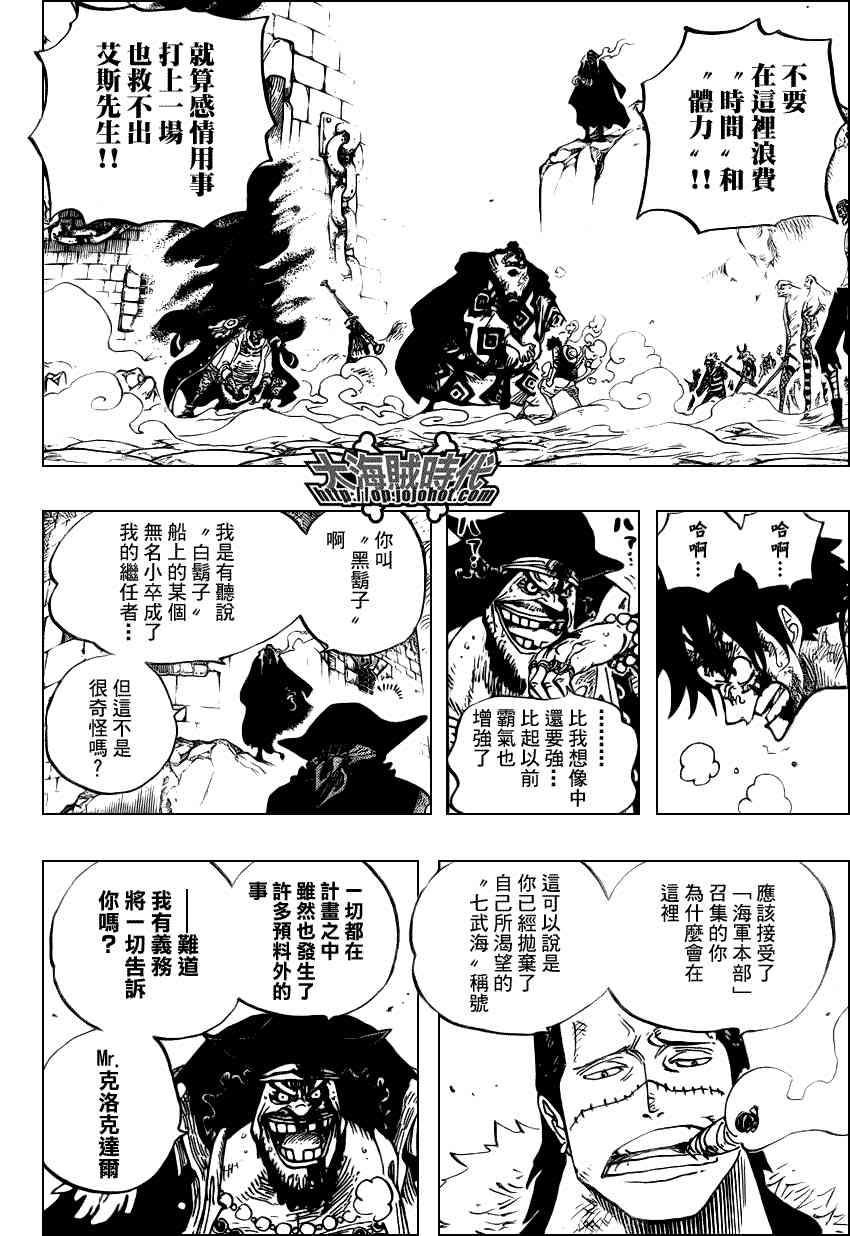 不要
在這裡浪費
〝時間〞和
〝體力〞!!
就算感情用事
打上一場
也救不出
艾斯先生!!
大海賊時代
http://op.jojohot.com
哈啊…
哈啊…
ハァ…
………
比我想像中
還要強…
比起以前
霸氣也
增強了
你叫
〝黑鬍子〞
啊
我是有聽說
〝白鬍子〞
船上的某個
無名小卒成了
我的繼任者…
但這不是
很奇怪嗎?
應該接受了
「海軍本部」
召集的你
為什麼會在
這裡
這可以說是
你已經拋棄了
自己所渴望的
〝七武海〞稱號
一切都在
計畫之中
雖然也發生了
許多預料外的
事
——難道
我有義務
將一切告訴
你嗎?
Mr.克洛克達爾